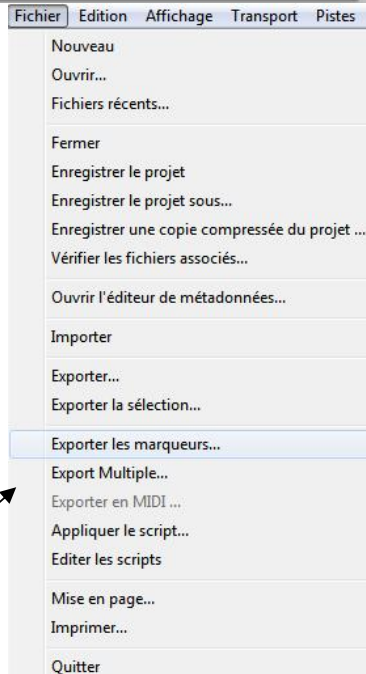 Fichier Edition Affichage Transport Pistes
Nouveau
Ouvrir...
Fichiers récents...
Fermer
Enregistrer le projet
Enregistrer le projet sous...
Enregistrer une copie compressée du projet ...
Vérifier les fichiers associés...
Ouvrir l'éditeur de métadonnées...
Importer
Exporter...
Exporter la sélection...
Exporter les marqueurs...
Export Multiple...
Exporter en MIDI ...
Appliquer le script...
Editer les scripts
Mise en page...
Imprimer...
Quitter